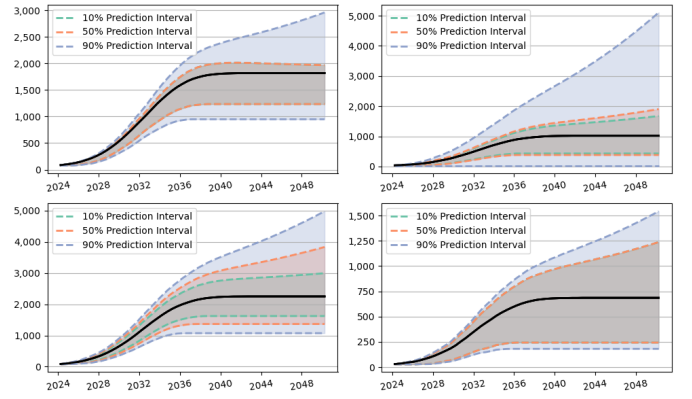 3,000
2,500
2,000
1,500
1,000
500
0
10% Prediction Interval
50% Prediction Interval
90% Prediction Interval
2024 2028 2032 2036 2040 2044 2048
5,000
4,000
3,000
2,000
1,000
0
10% Prediction Interval
50% Prediction Interval
90% Prediction Interval
2024 2028 2032 2036 2040 2044 2048
5,000
4,000
3,000
2,000
1,000
0
10% Prediction Interval
50% Prediction Interval
90% Prediction Interval
2024 2028 2032 2036 2040 2044 2048
1,500
1,250
1,000
750
500
250
0
10% Prediction Interval
50% Prediction Interval
90% Prediction Interval
2024 2028 2032 2036 2040 2044 2048